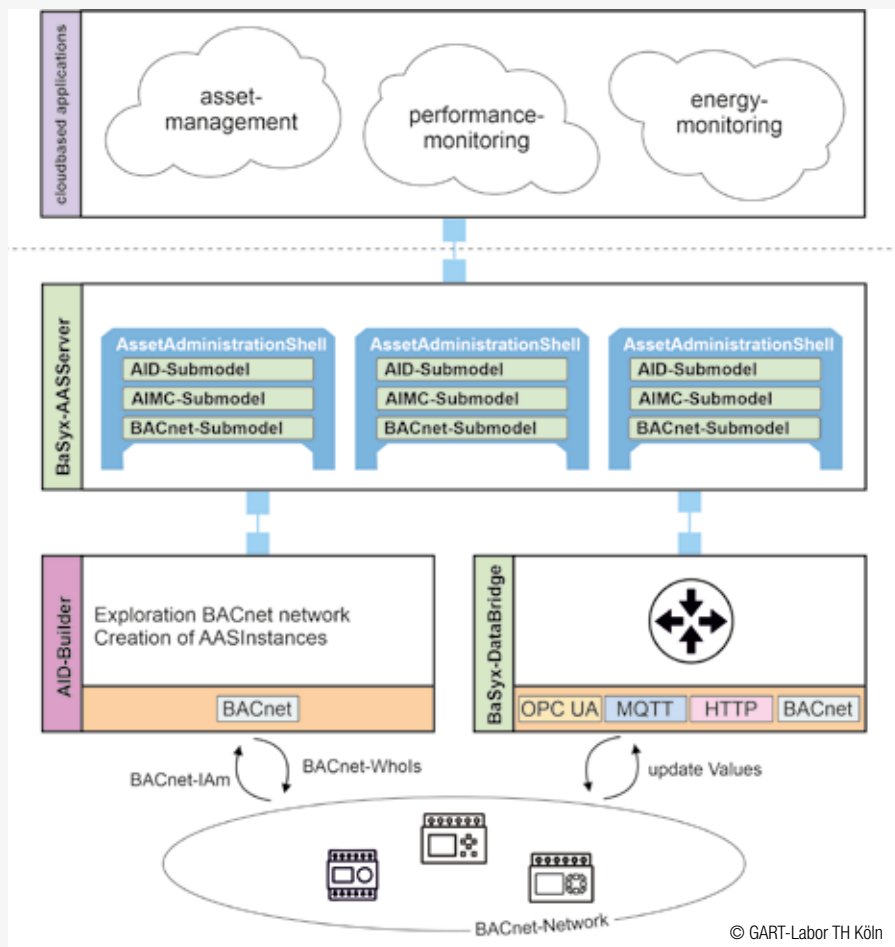 cloudbased applications
asset-
management
performance-
monitoring
energy-
monitoring
BaSyx-AASServer
AssetAdministrationShell
AID-Submodel
AIMC-Submodel
BACnet-Submodel
AssetAdministrationShell
AID-Submodel
AIMC-Submodel
BACnet-Submodel
AssetAdministrationShell
AID-Submodel
AIMC-Submodel
BACnet-Submodel
AID-Builder
Exploration BACnet network
Creation of AASInstances
BACnet
BaSyx-DataBridge
OPC UA
MQTT
HTTP
BACnet
BACnet-IAm
BACnet-WhoIs
update Values
BACnet-Network
© GART-Labor TH Köln